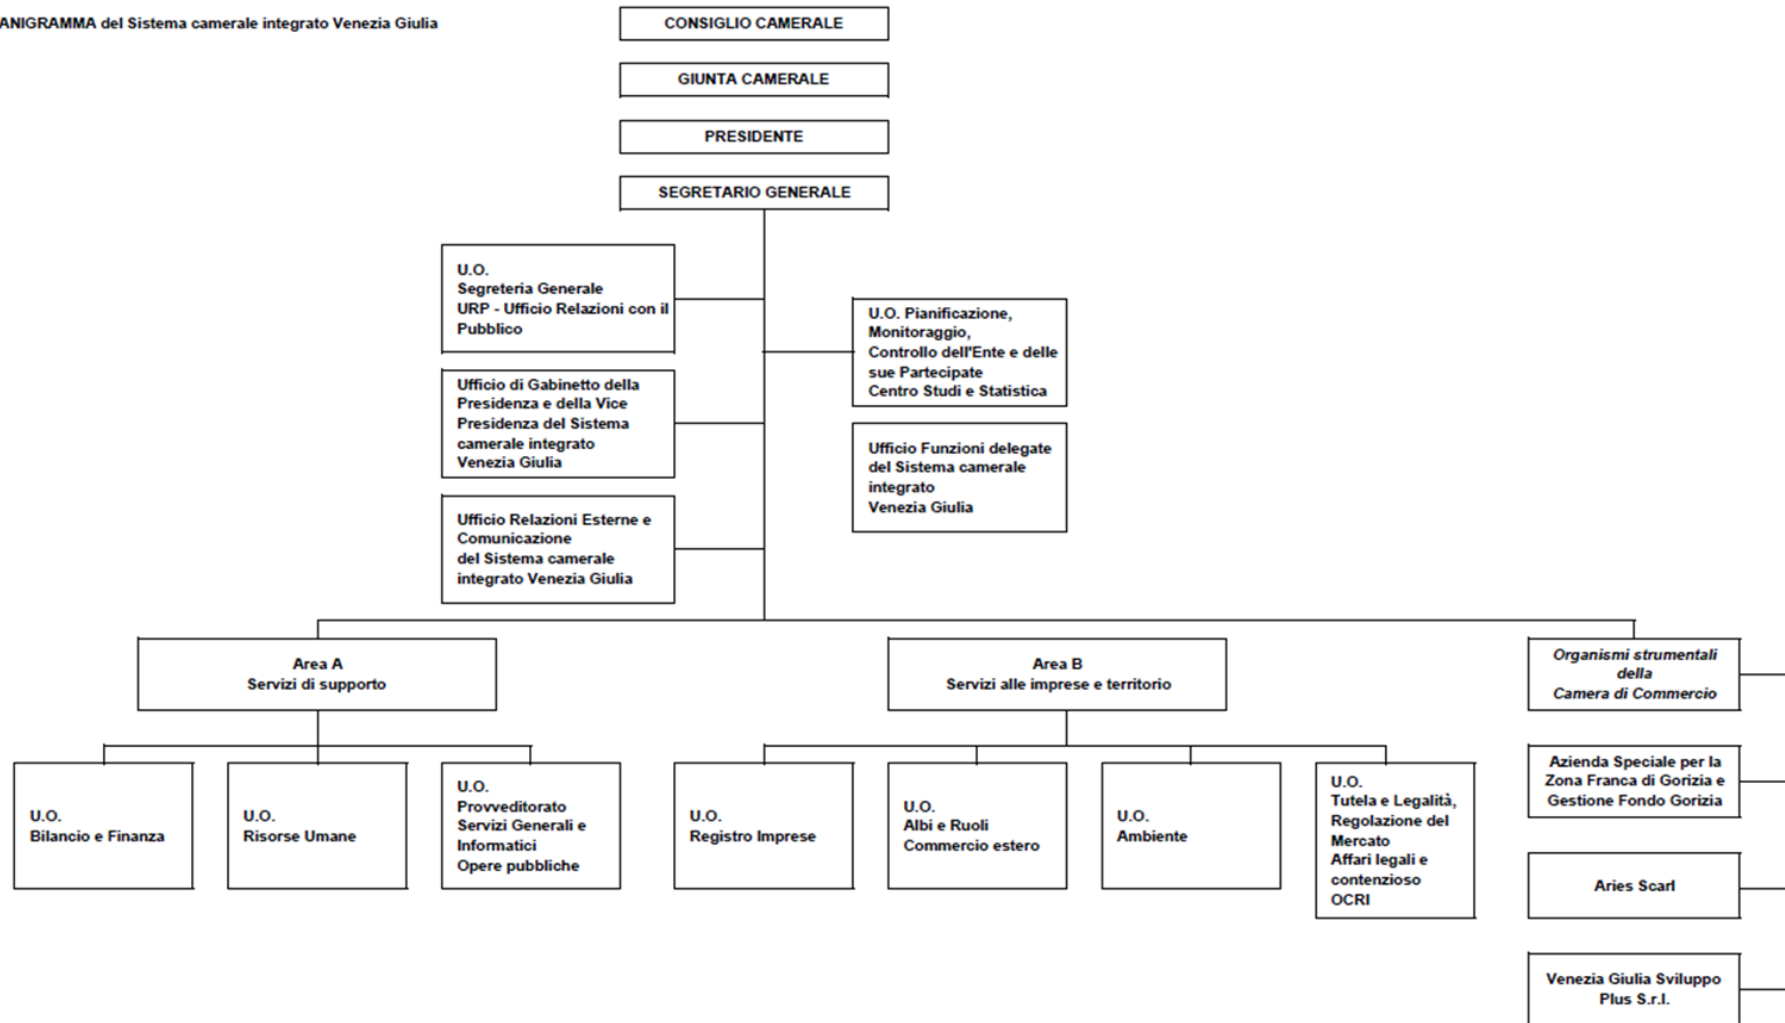 ANIGRAMMA del Sistema camerale integrato Venezia Giulia
CONSIGLIO CAMERALE
GIUNTA CAMERALE
PRESIDENTE
SEGRETARIO GENERALE
U.O.
Segreteria Generale
URP - Ufficio Relazioni con il
Pubblico
U.O. Pianificazione,
Monitoraggio,
Controllo dell'Ente e delle
sue Partecipate
Centro Studi e Statistica
Ufficio di Gabinetto della
Presidenza e della Vice
Presidenza del Sistema
camerale integrato
Venezia Giulia
Ufficio Funzioni delegate
del Sistema camerale
integrato
Venezia Giulia
Ufficio Relazioni Esterne e
Comunicazione
del Sistema camerale
integrato Venezia Giulia
Area A
Servizi di supporto
Area B
Servizi alle imprese e territorio
Organismi strumentali
della
Camera di Commercio
U.O.
Bilancio e Finanza
U.O.
Risorse Umane
U.O.
Provveditorato
Servizi Generali e
Informatici
Opere pubbliche
U.O.
Registro Imprese
U.O.
Albi e Ruoli
Commercio estero
U.O.
Ambiente
U.O.
Tutela e Legalità,
Regolazione del
Mercato
Affari legali e
contenzioso
OCRI
Azienda Speciale per la
Zona Franca di Gorizia e
Gestione Fondo Gorizia
Aries Scarl
Venezia Giulia Sviluppo
Plus S.r.l.